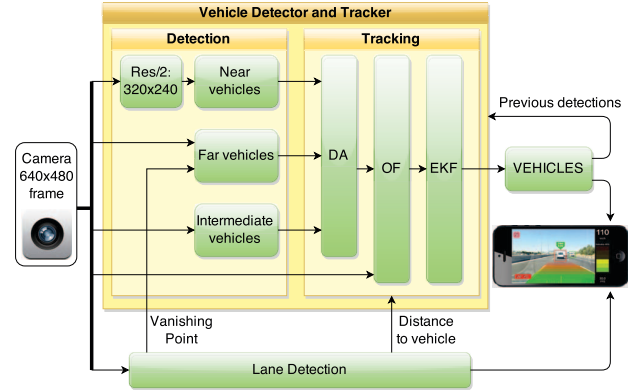 Vehicle Detector and Tracker
Detection
Tracking
Res/2:
320x240
Near
vehicles
Previous detections
Camera
640x480
frame
Far vehicles
DA
OF
EKF
VEHICLES
Intermediate
vehicles
110
Vanishing
Point
Distance
to vehicle
Lane Detection